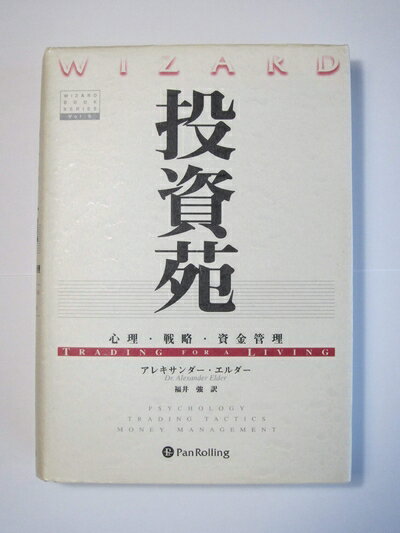 WIZARD
WIZARD
BOOK
SERIES
Vol.9
投資苑
心理・戦略・資金管理
TRADING FOR A LIVING
アレキサンダー・エルダー
Dr. Alexander Elder
福井 強 訳
PSYCHOLOGY
TRADING TACTICS
MONEY MANAGEMENT
PanRolling